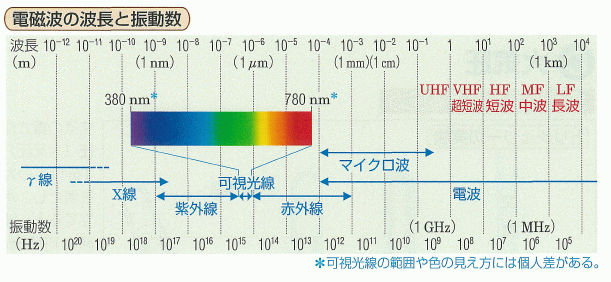 電磁波の波長と振動数
波長 10⁻¹² 10⁻¹¹ 10⁻¹⁰ 10⁻⁹ 10⁻⁸ 10⁻⁷ 10⁻⁶ 10⁻⁵ 10⁻⁴ 10⁻³ 10⁻² 10⁻¹ 1 10¹ 10² 10³ 10⁴
(m) (1 nm) (1 μm) (1 mm)(1 cm) (1 km)
380 nm* 780 nm*
UHF VHF HF MF LF
超短波 短波 中波 長波
マイクロ波
γ線 X線 可視光線 電波
紫外線 赤外線
振動数 (1 GHz) (1 MHz)
(Hz) 10²⁰ 10¹⁹ 10¹⁸ 10¹⁷ 10¹⁶ 10¹⁵ 10¹⁴ 10¹³ 10¹² 10¹¹ 10¹⁰ 10⁹ 10⁸ 10⁷ 10⁶ 10⁵
*可視光線の範囲や色の見え方には個人差がある。